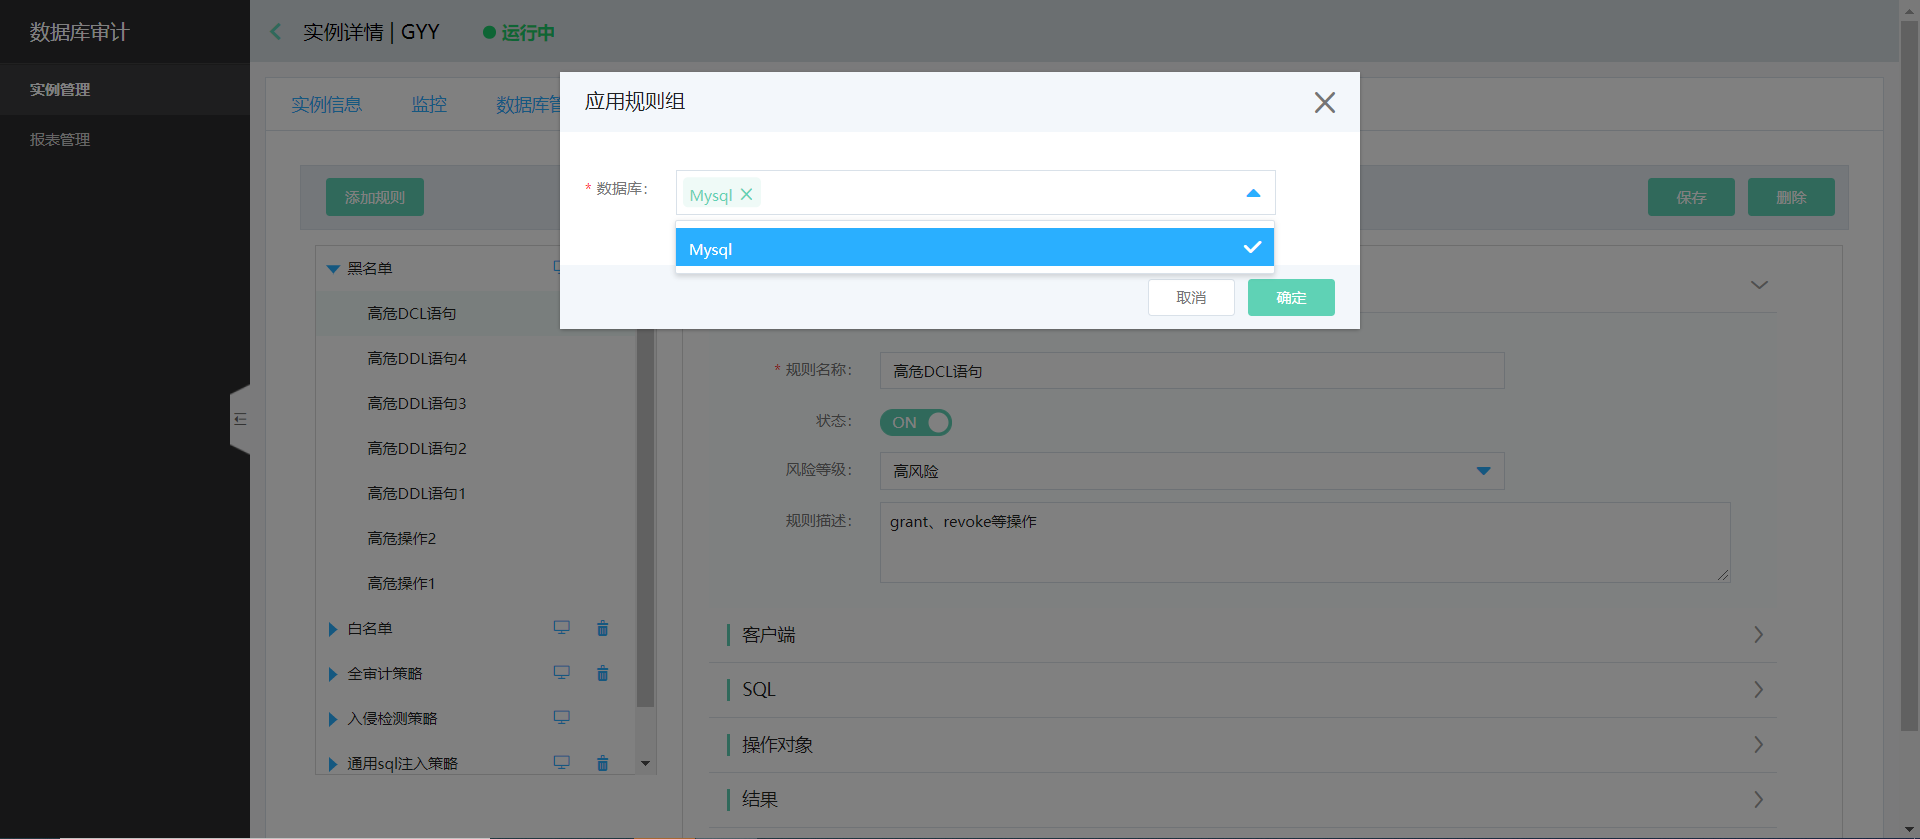 数据库审计
实例管理
报表管理
实例详情 | GYY
运行中
实例信息
监控
数据库管
应用规则组
* 数据库：
Mysql
Mysql
取消
确定
添加规则
保存
删除
黑名单
高危DCL语句
高危DDL语句4
高危DDL语句3
高危DDL语句2
高危DDL语句1
高危操作2
高危操作1
白名单
全审计策略
入侵检测策略
通用sql注入策略
* 规则名称：
高危DCL语句
状态：
ON
风险等级：
高风险
规则描述：
grant、revoke等操作
客户端
SQL
操作对象
结果